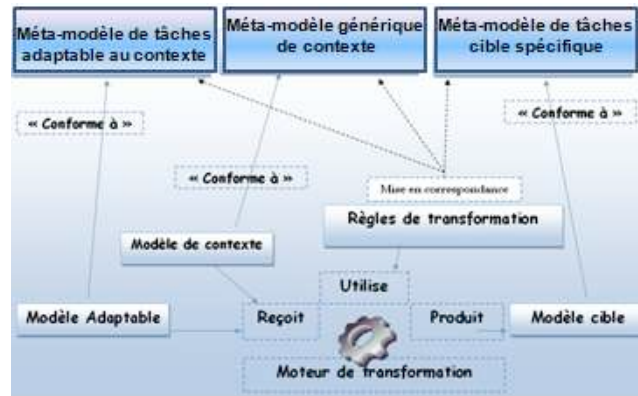 Méta-modèle de tâches
adaptable au contexte
Méta-modèle générique
de contexte
Méta-modèle de tâches
cible spécifique
« Conforme à »
« Conforme à »
« Conforme à »
Mise en correspondance
Règles de transformation
Modèle de contexte
Utilise
Modèle Adaptable
Reçoit
Produit
Modèle cible
Moteur de transformation